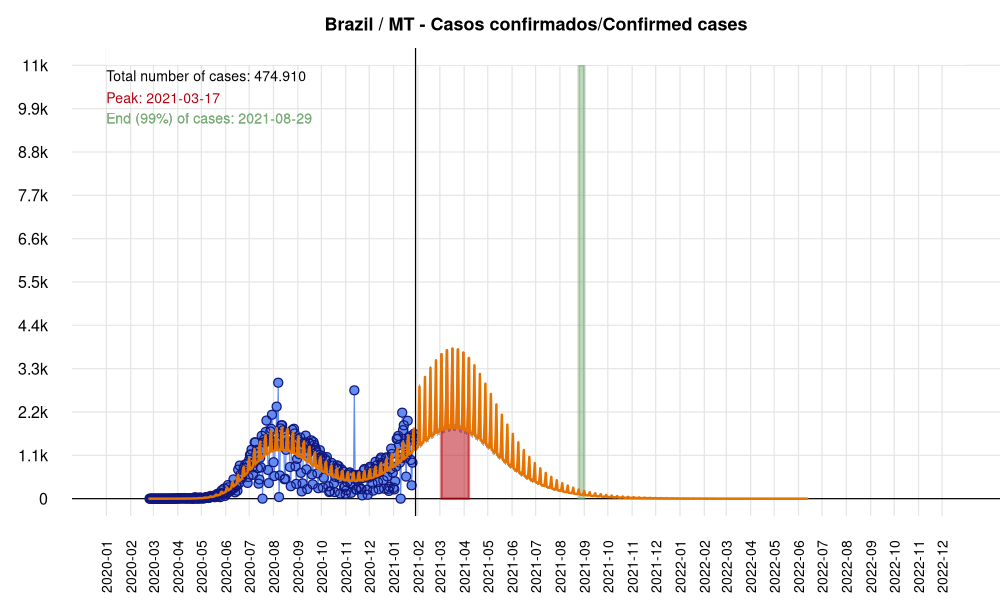 Brazil / MT - Casos confirmados/Confirmed cases
Total number of cases: 474.910
Peak: 2021-03-17
End (99%) of cases: 2021-08-29
11k
9.9k
8.8k
7.7k
6.6k
5.5k
4.4k
3.3k
2.2k
1.1k
0
2020-01
2020-02
2020-03
2020-04
2020-05
2020-06
2020-07
2020-08
2020-09
2020-10
2020-11
2020-12
2021-01
2021-02
2021-03
2021-04
2021-05
2021-06
2021-07
2021-08
2021-09
2021-10
2021-11
2021-12
2022-01
2022-02
2022-03
2022-04
2022-05
2022-06
2022-07
2022-08
2022-09
2022-10
2022-11
2022-12